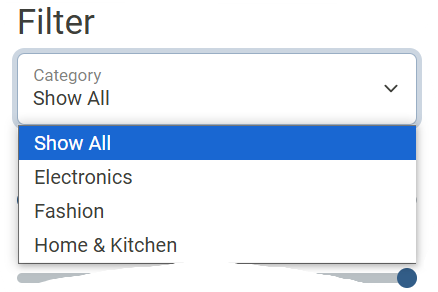 Filter
Category
Show All
Show All
Electronics
Fashion
Home & Kitchen